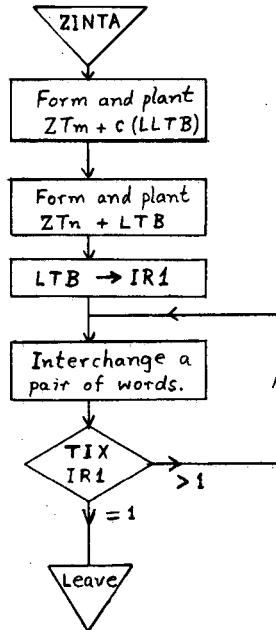 ZINTA
Form and plant
ZTm + c (LLTB)
Form and plant
ZTn + LTB
LTB → IR1
Interchange a
pair of words.
TIX
IR1
> 1
= 1
Leave